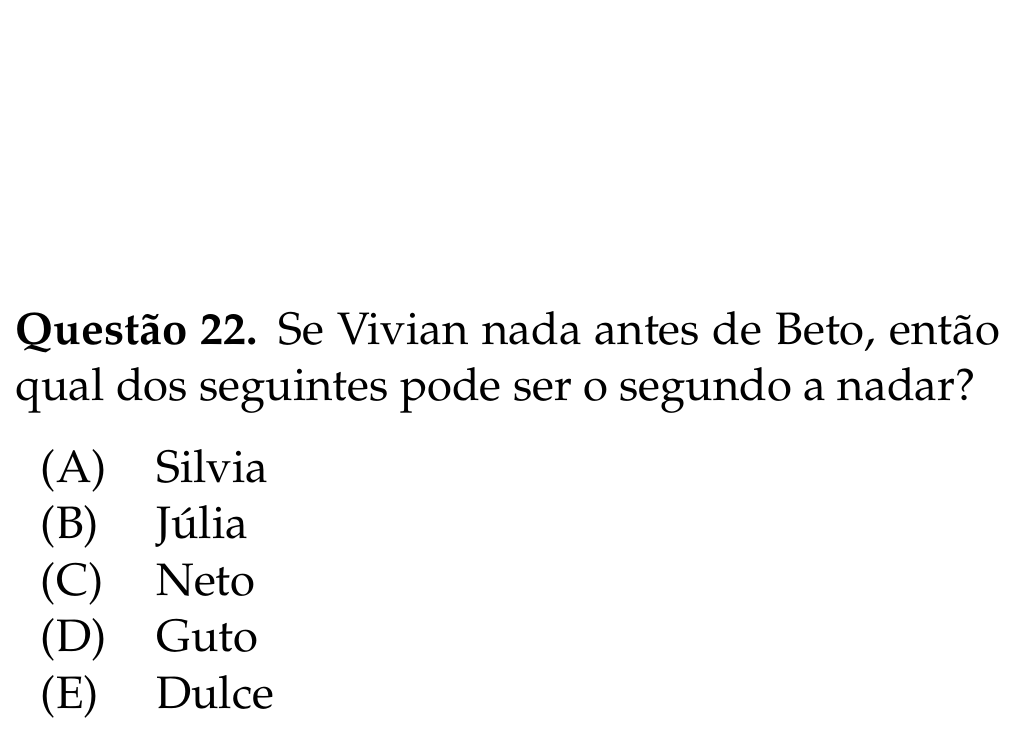 Questão 22. Se Vivian nada antes de Beto, então
qual dos seguintes pode ser o segundo a nadar?
(A) Silvia
(B) Júlia
(C) Neto
(D) Guto
(E) Dulce